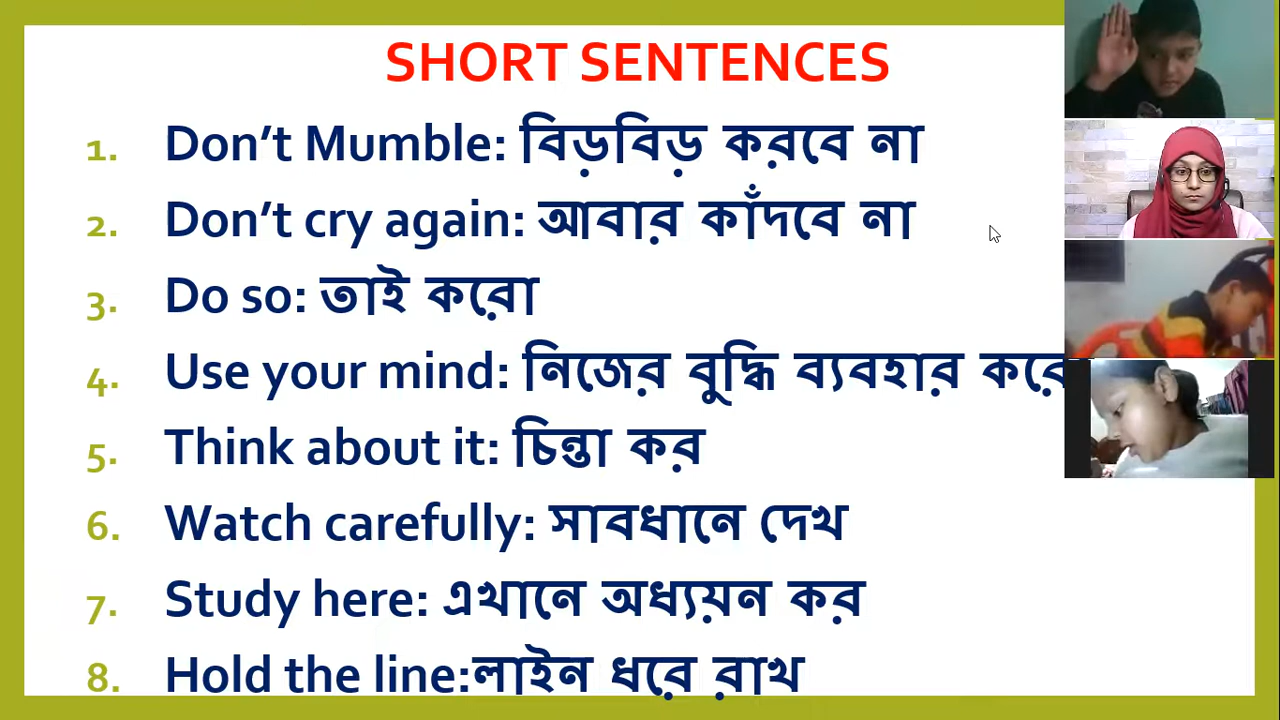 SHORT SENTENCES
1. Don’t Mumble: বিড়বিড় করবে না
2. Don’t cry again: আবার কাঁদবে না
3. Do so: তাই করো
4. Use your mind: নিজের বুদ্ধি ব্যবহার
5. Think about it: চিন্তা কর
6. Watch carefully: সাবধানে দেখ
7. Study here: এখানে অধ্যয়ন কর
8. Hold the line:লাইন ধরে রাখ